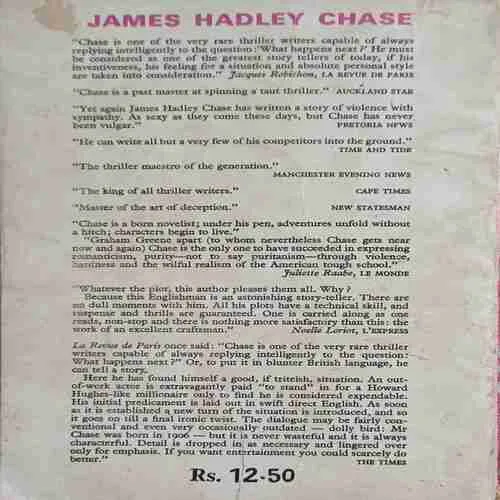 JAMES HADLEY CHASE
"Chase is one of the very rare thriller writers capable of always
replying intelligently to the question: 'What happens next?' He must
be considered as one of the greatest story tellers of today, if his
inventiveness, his feeling for a situation and absolute personal style
are taken into consideration." Jacques Robichon, LA REVUE DE PARIS
"Chase is a past master at spinning a taut thriller." AUCKLAND STAR
"Yet again James Hadley Chase has written a story of violence with
sympathy. As sexy as they come these days, but Chase has never
been vulgar." PRETORIA NEWS
"He can write all but a very few of his competitors into the ground."
TIME AND TIDE
"The thriller maestro of the generation."
MANCHESTER EVENING NEWS
"The king of all thriller writers." CAPE TIMES
"Master of the art of deception." NEW STATESMAN
"Chase is a born novelist; under his pen, adventures unfold without
a hitch; characters begin to live."
"Graham Greene apart (to whom nevertheless Chase gets near
now and again) Chase is the only one to have succeeded in expressing
romanticism, purity—not to say puritanism—through violence,
hardiness and the wilful realism of the American tough school."
Juliette Raabe, LE MONDE
"Whatever the plot, this author pleases them all. Why?
Because this Englishman is an astonishing story-teller. There are
no dull moments with him. All his plots have a technical skill, and
suspense and thrills are guaranteed. One is carried along as one
reads, non-stop and there is nothing more satisfactory than this: the
work of an excellent craftsman." Noelle Loriot, L'EXPRESS
La Revue de Paris once said: "Chase is one of the very rare thriller
writers capable of always replying intelligently to the question:
What happens next?" Or, to put it in blunter British language, he
can tell a story.
Here he has found himself a good, if triteish, situation. An out-
of-work actor is extravagantly paid "to stand" in for a Howard
Hughes-like millionaire only to find he is considered expendable.
His initial predicament is laid out in swift direct English. As soon
as it is established a new turn of the situation is introduced, and so
it goes on till a final ironic twist. The dialogue may be fairly con-
ventional and even very occasionally outdated — dolly bird: Mr
Chase was born in 1906 — but it is never wasteful and it is always
characterful. Detail is dropped in as necessary and lingered over
only for emphasis. If you want entertainment you could scarcely do
better." THE TIMES
Rs. 12-50